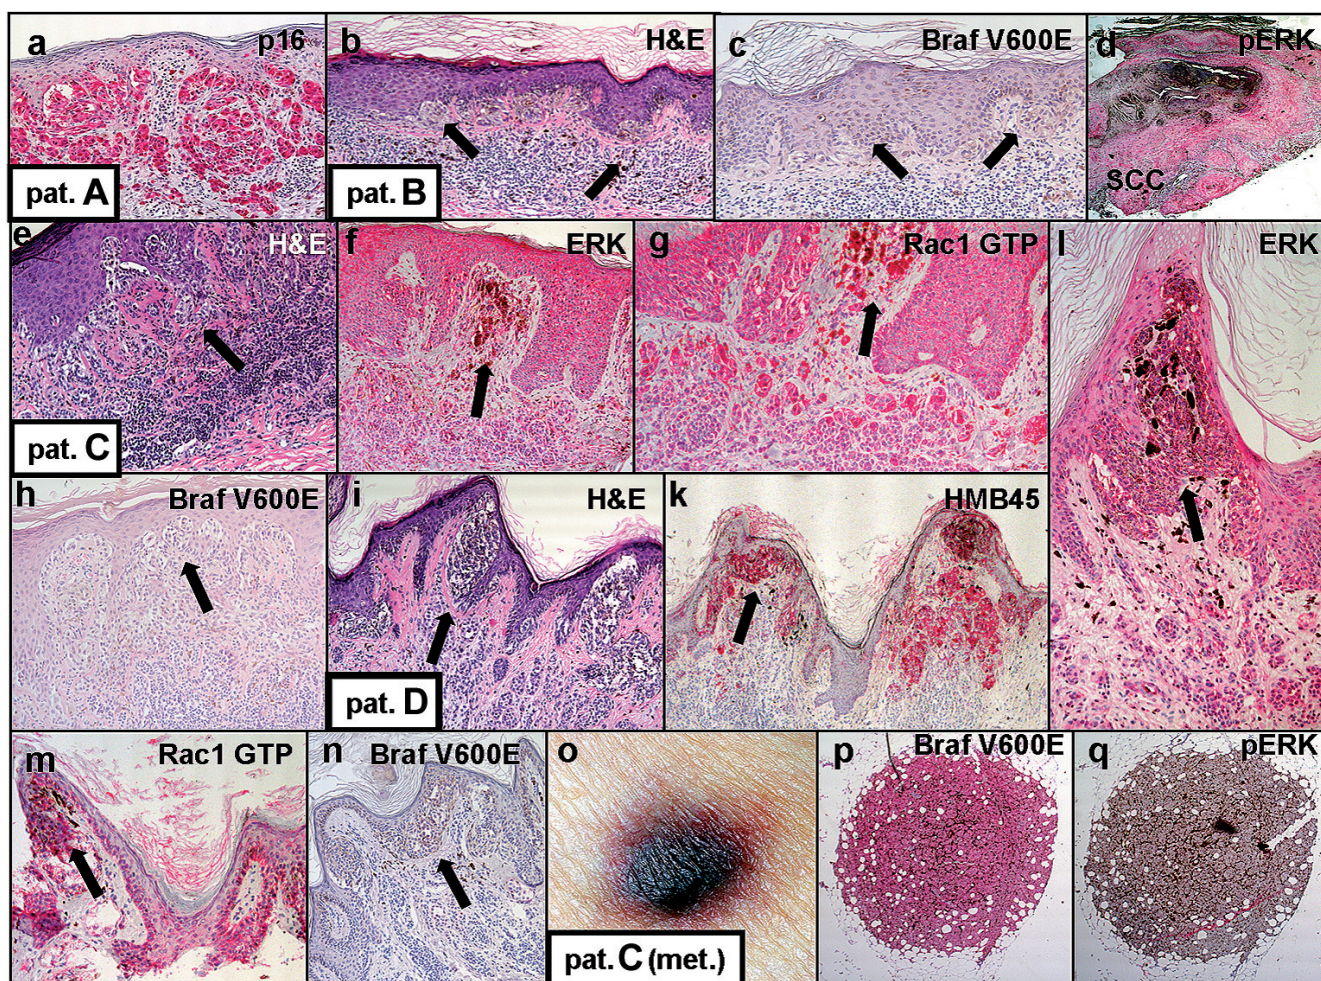 a p16
pat. A
b H&E
pat. B
c Braf V600E
d pERK
SCC
e H&E
pat. C
f ERK
g Rac1 GTP
l ERK
h Braf V600E
i H&E
pat. D
k HMB45
m Rac1 GTP
n Braf V600E
o
pat. C (met.)
p Braf V600E
q pERK